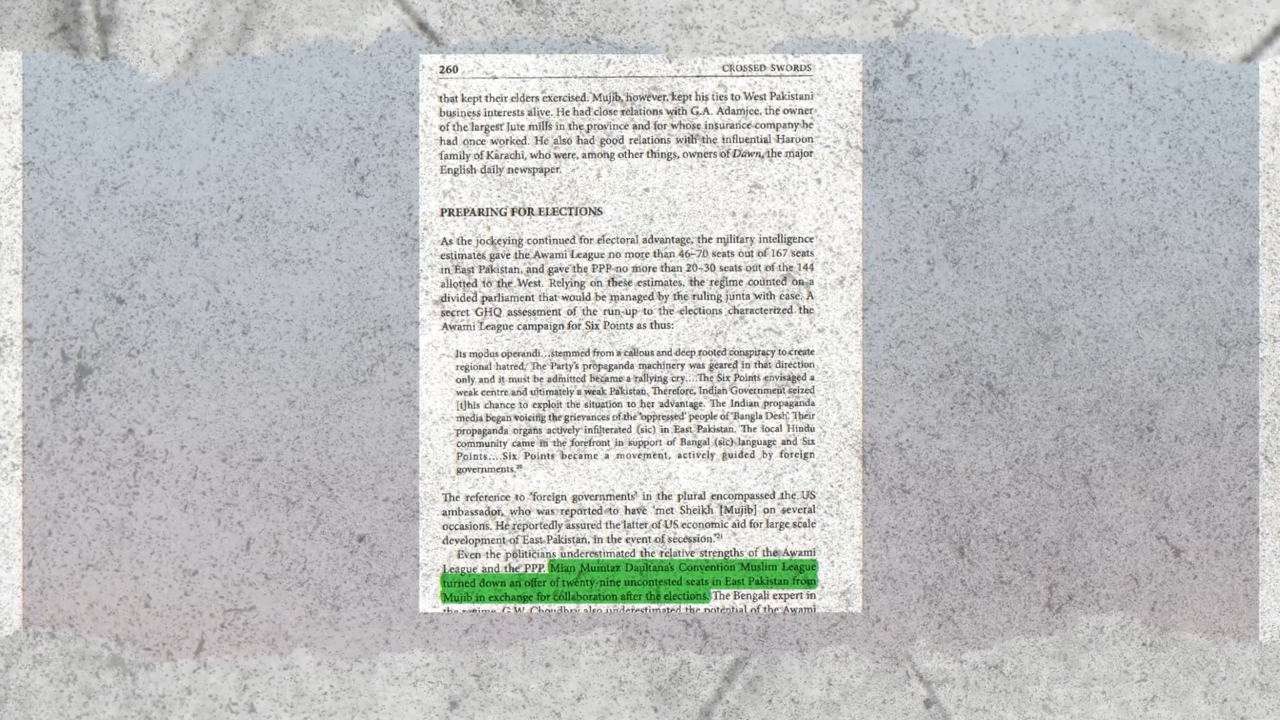 260 CROSSED SWORDS
that kept their elders exercised. Mujib, however, kept his ties to West Pakistani
business interests alive. He had close relations with G.A. Adamjee, the owner
of the largest jute mills in the province and for whose insurance company he
had once worked. He also had good relations with the influential Haroon
family of Karachi, who were, among other things, owners of Dawn, the major
English daily newspaper.
PREPARING FOR ELECTIONS
As the jockeying continued for electoral advantage, the military intelligence
estimates gave the Awami League no more than 46–70 seats out of 167 seats
in East Pakistan, and gave the PPP no more than 20–30 seats out of the 144
allotted to the West. Relying on these estimates, the regime counted on a
divided parliament that would be managed by the ruling junta with ease. A
secret GHQ assessment of the run-up to the elections characterized the
Awami League campaign for Six Points as thus:
Its modus operandi...stemmed from a callous and deep rooted conspiracy to create
regional hatred. The Party's propaganda machinery was geared in that direction
only and it must be admitted became a rallying cry....The Six Points envisaged a
weak centre and ultimately a weak Pakistan. Therefore, Indian Government seized
[t]his chance to exploit the situation to her advantage. The Indian propaganda
media began voicing the grievances of the 'oppressed' people of 'Bangla Desh'. Their
propaganda organs actively infilterated (sic) in East Pakistan. The local Hindu
community came in the forefront in support of Bangal (sic) language and Six
Points....Six Points became a movement, actively guided by foreign
governments.²⁰
The reference to 'foreign governments' in the plural encompassed the US
ambassador, who was reported to have 'met Sheikh [Mujib] on several
occasions. He reportedly assured the latter of US economic aid for large scale
development of East Pakistan, in the event of secession.'²¹
Even the politicians underestimated the relative strengths of the Awami
League and the PPP. Mian Mumtaz Daultana's Convention Muslim League
turned down an offer of twenty-nine uncontested seats in East Pakistan from
Mujib in exchange for collaboration after the elections. The Bengali expert in
the regime, G.W. Choudhry also underestimated the potential of the Awami